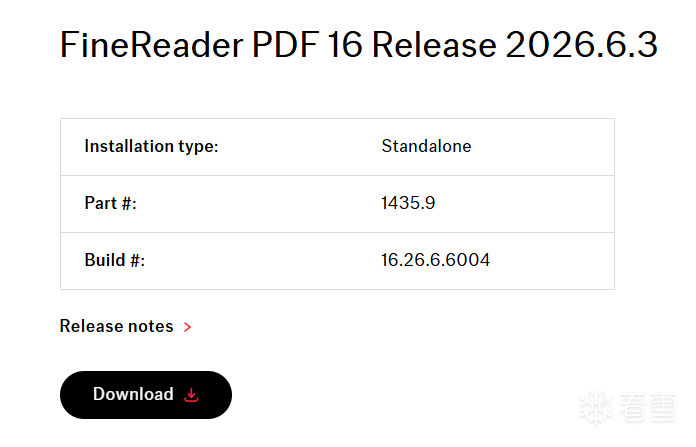 FineReader PDF 16 Release 2026.6.3
Installation type: Standalone
Part #: 1435.9
Build #: 16.26.6.6004
Release notes >
Download
看雪